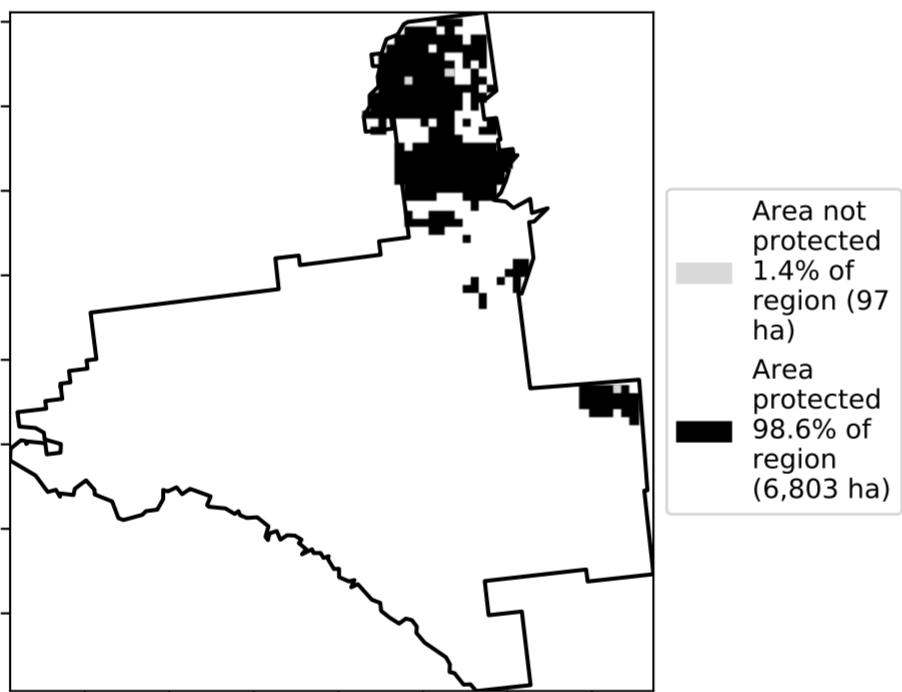 Area not
protected
1.4% of
region (97
ha)
Area
protected
98.6% of
region
(6,803 ha)